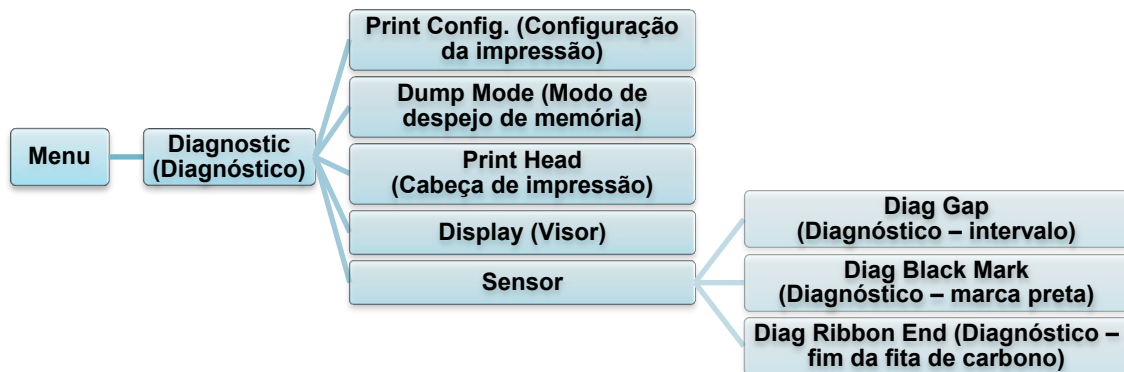 Menu
Diagnostic
(Diagnóstico)
Print Config. (Configuração
da impressão)
Dump Mode (Modo de
despejo de memória)
Print Head
(Cabeça de impressão)
Display (Visor)
Sensor
Diag Gap
(Diagnóstico – intervalo)
Diag Black Mark
(Diagnóstico – marca preta)
Diag Ribbon End (Diagnóstico –
fim da fita de carbono)